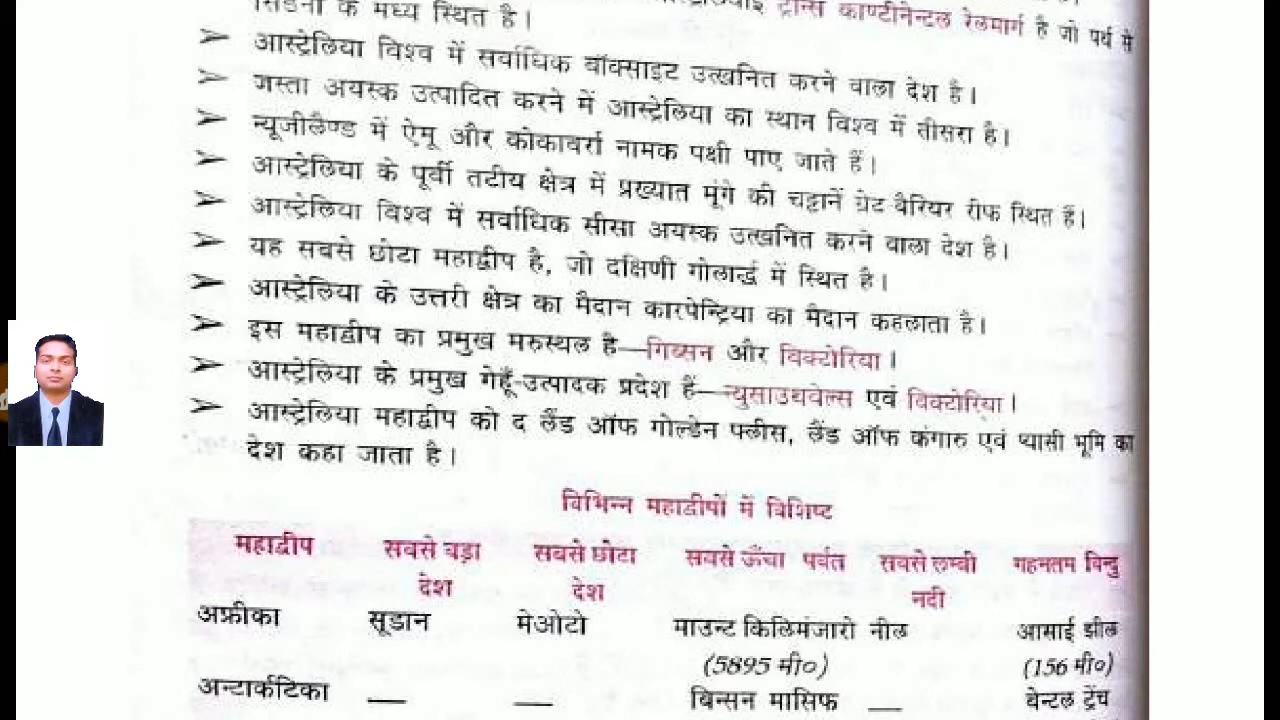 सिडनी के मध्य स्थित है।
ट्रान्स काण्टीनेन्टल रेलमार्ग है जो पर्थ से
➢ आस्ट्रेलिया विश्व में सर्वाधिक बॉक्साइट उत्खनित करने वाला देश है।
➢ जस्ता अयस्क उत्पादित करने में आस्ट्रेलिया का स्थान विश्व में तीसरा है।
➢ न्यूजीलैण्ड में ऐमू और कोकावर्रा नामक पक्षी पाए जाते हैं।
➢ आस्ट्रेलिया के पूर्वी तटीय क्षेत्र में प्रख्यात मूंगे की चट्टानें ग्रेट वैरियर रीफ स्थित हैं।
➢ आस्ट्रेलिया विश्व में सर्वाधिक सीसा अयस्क उत्खनित करने वाला देश है।
➢ यह सबसे छोटा महाद्वीप है, जो दक्षिणी गोलार्द्ध में स्थित है।
➢ आस्ट्रेलिया के उत्तरी क्षेत्र का मैदान कारपेन्ट्रिया का मैदान कहलाता है।
➢ इस महाद्वीप का प्रमुख मरुस्थल है—गिब्सन और विक्टोरिया।
➢ आस्ट्रेलिया के प्रमुख गेहूँ-उत्पादक प्रदेश हैं—न्युसाउथवेल्स एवं विक्टोरिया।
➢ आस्ट्रेलिया महाद्वीप को द लैंड ऑफ गोल्डेन फ्लीस, लैंड ऑफ कंगारु एवं प्यासी भूमि का
देश कहा जाता है।
विभिन्न महाद्वीपों में विशिष्ट
महाद्वीप सबसे बड़ा सबसे छोटा सबसे ऊँचा पर्वत सबसे लम्बी गहनतम बिन्दु
देश देश नदी
अफ्रीका सूडान मेओटो माउन्ट किलिमंजारो नील आसाई झील
(5895 मी०) (156 मी०)
अन्टार्कटिका — — बिन्सन मासिफ — बेन्टल ट्रेंच